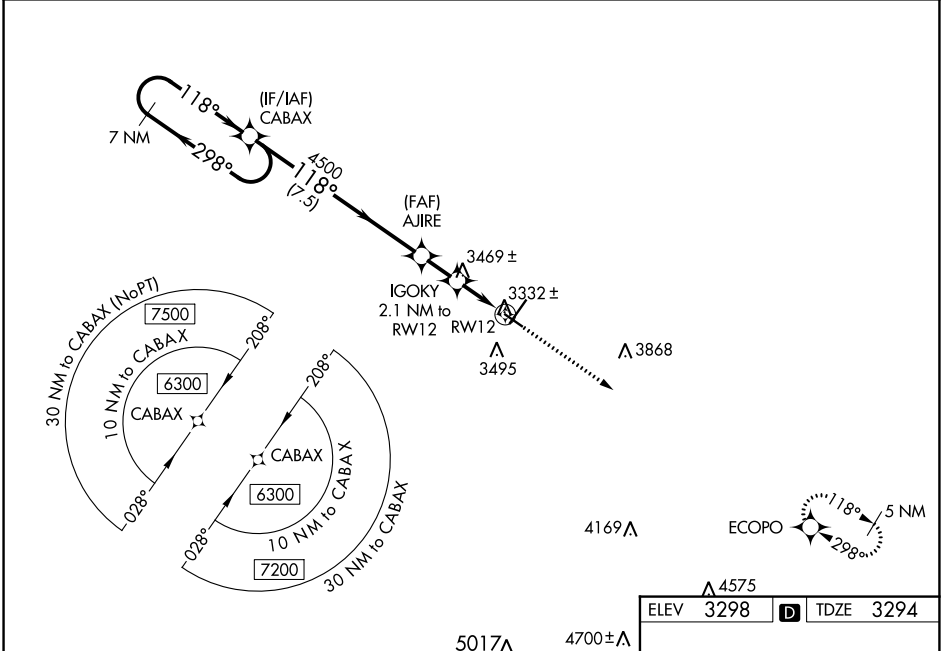 (IF/IAF)
CABAX
118°
7 NM
298°
4500
118°
(7.5)
(FAF)
AJIRE
3469 ±
IGOKY
2.1 NM to
RW12
3332 ±
RW12
3495
3868
30 NM to CABAX (NoPT)
7500
208°
10 NM to CABAX
6300
CABAX
028°
208°
CABAX
6300
10 NM to CABAX
028°
7200
30 NM to CABAX
4169
ECOPO
118°
5 NM
298°
4575
ELEV 3298 D TDZE 3294
5017
4700 ±